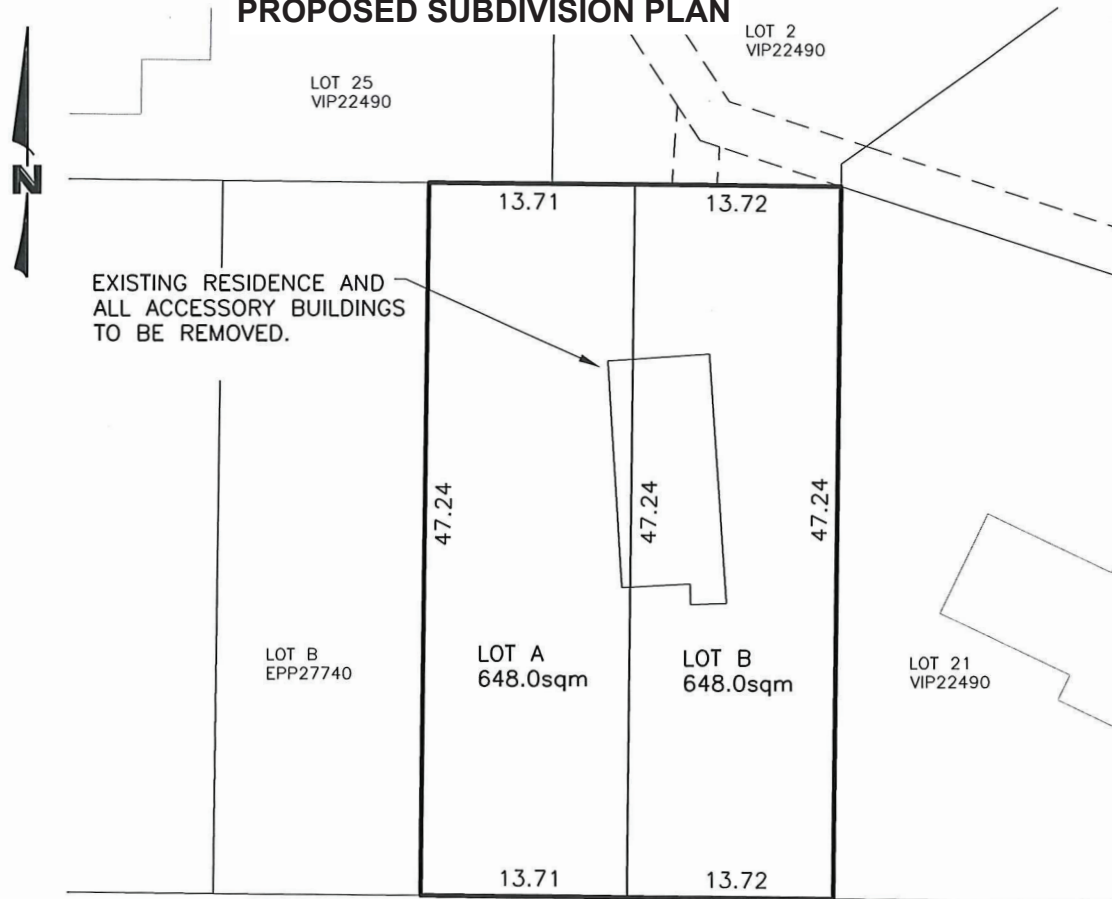 PROPOSED SUBDIVISION PLAN
LOT 2
VIP22490
LOT 25
VIP22490
N
13.71
13.72
EXISTING RESIDENCE AND
ALL ACCESSORY BUILDINGS
TO BE REMOVED.
47.24
47.24
47.24
LOT B
EPP27740
LOT A
648.0sqm
LOT B
648.0sqm
LOT 21
VIP22490
13.71
13.72